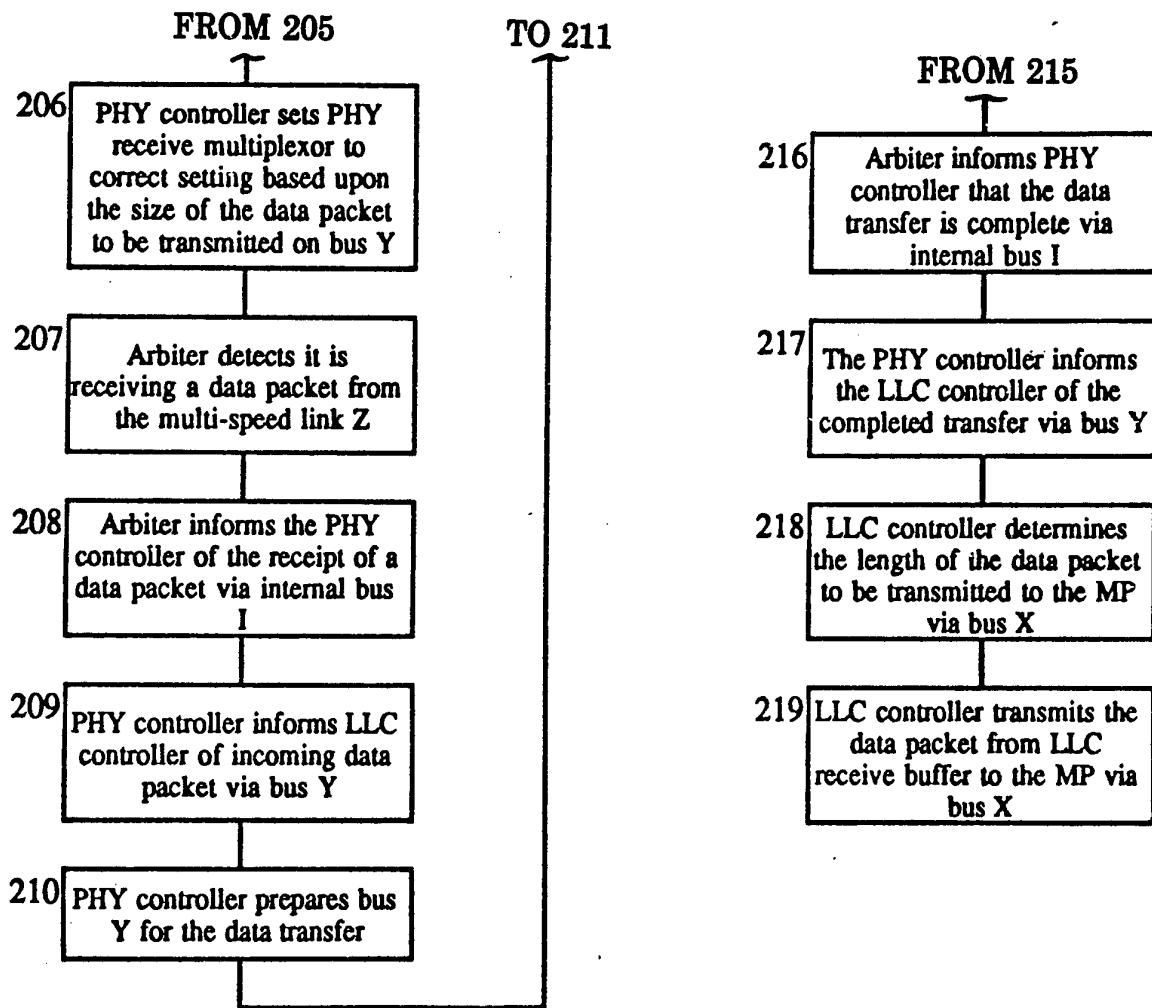 FROM 205
206
PHY controller sets PHY
receive multiplexor to
correct setting based upon
the size of the data packet
to be transmitted on bus Y
207
Arbiter detects it is
receiving a data packet from
the multi-speed link Z
208
Arbiter informs the PHY
controller of the receipt of a
data packet via internal bus
I
209
PHY controller informs LLC
controller of incoming data
packet via bus Y
210
PHY controller prepares bus
Y for the data transfer
TO 211
FROM 215
216
Arbiter informs PHY
controller that the data
transfer is complete via
internal bus I
217
The PHY controller informs
the LLC controller of the
completed transfer via bus Y
218
LLC controller determines
the length of the data packet
to be transmitted to the MP
via bus X
219
LLC controller transmits the
data packet from LLC
receive buffer to the MP via
bus X